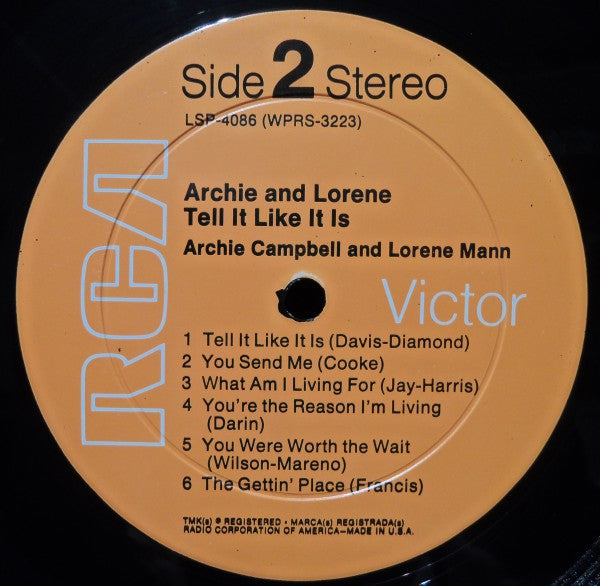 Side 2 Stereo
LSP-4086 (WPRS-3223)
RCA
Archie and Lorene
Tell It Like It Is
Archie Campbell and Lorene Mann
Victor
1 Tell It Like It Is (Davis-Diamond)
2 You Send Me (Cooke)
3 What Am I Living For (Jay-Harris)
4 You're the Reason I'm Living
(Darin)
5 You Were Worth the Wait
(Wilson-Mareno)
6 The Gettin' Place (Francis)
TMK(s) ® REGISTERED • MARCA(s) REGISTRADA(s)
RADIO CORPORATION OF AMERICA—MADE IN U.S.A.